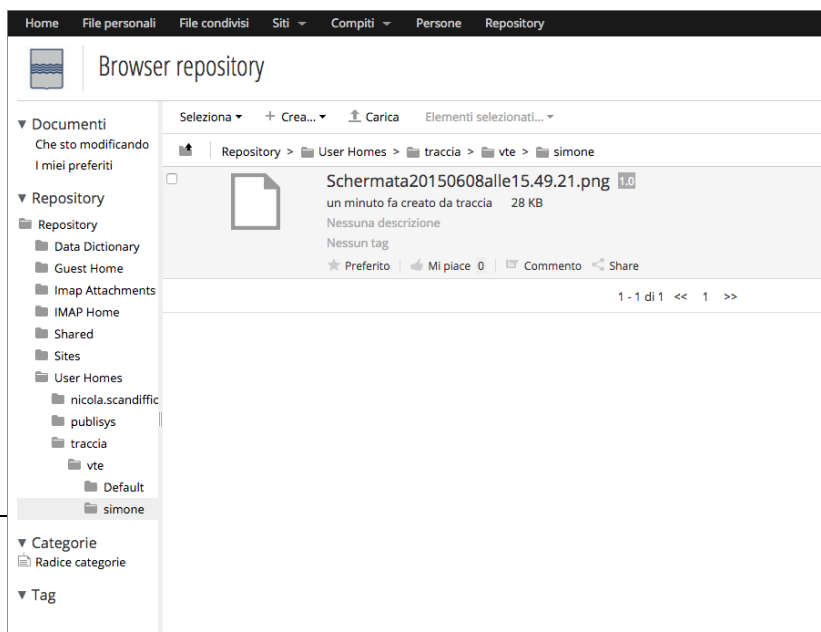 Home File personali File condivisi Siti Compiti Persone Repository
Browser repository
Documenti
Che sto modificando
I miei preferiti
Repository
Repository
Data Dictionary
Guest Home
Imap Attachments
IMAP Home
Shared
Sites
User Homes
nicola.scandiffic
publisys
traccia
vte
Default
simone
Categorie
Radice categorie
Tag
Seleziona + Crea... Carica Elementi selezionati...
Repository > User Homes > traccia > vte > simone
Schermata20150608alle15.49.21.png 1.0
un minuto fa creato da traccia 28 KB
Nessuna descrizione
Nessun tag
Preferito Mi piace 0 Commento Share
1 - 1 di 1 << 1 >>